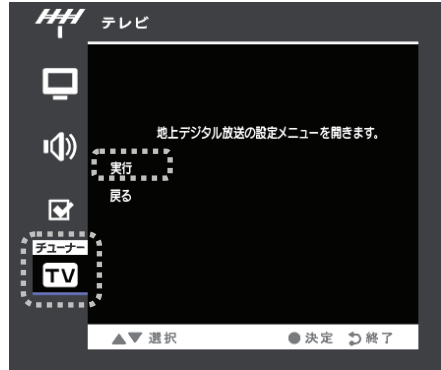 テレビ
地上デジタル放送の設定メニューを開きます。
実行
戻る
チューナー
TV
▲▼ 選択 ●決定 ⮌終了